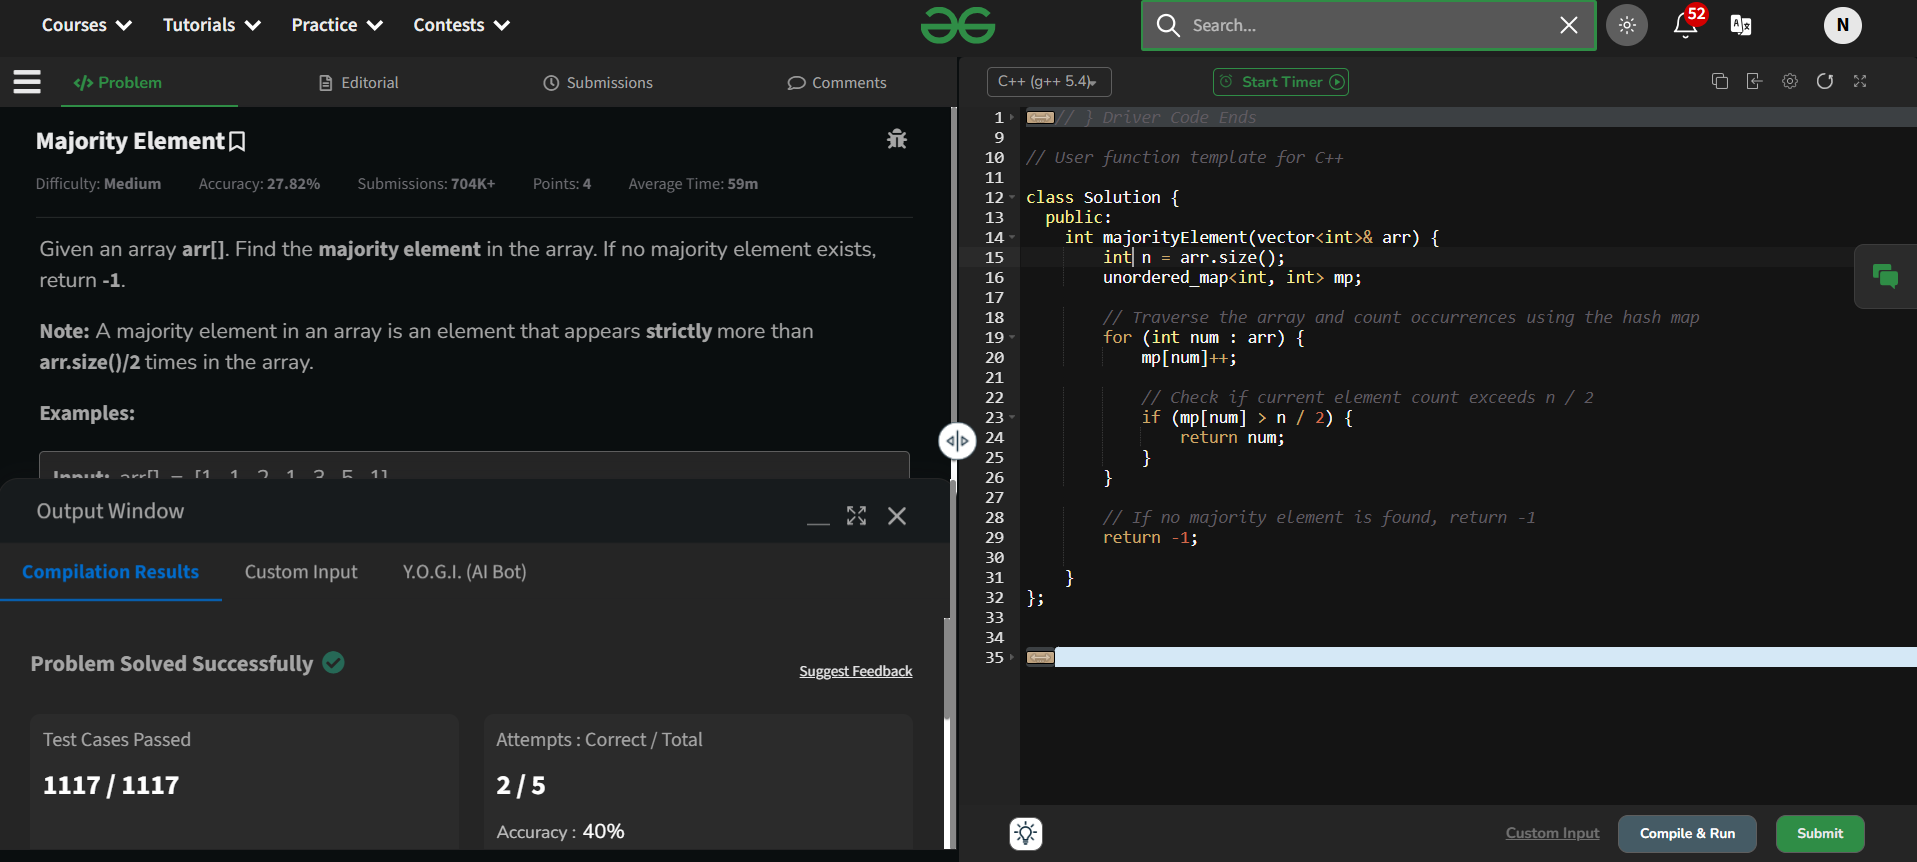 Courses Tutorials Practice Contests Search... 52 N
Problem Editorial Submissions Comments
Majority Element
Difficulty: Medium Accuracy: 27.82% Submissions: 704K+ Points: 4 Average Time: 59m
Given an array arr[]. Find the majority element in the array. If no majority element exists,
return -1.
Note: A majority element in an array is an element that appears strictly more than
arr.size()/2 times in the array.
Examples:
Input: arr[] = [1, 1, 2, 1, 3, 5, 1]
Output Window
Compilation Results Custom Input Y.O.G.I. (AI Bot)
Problem Solved Successfully
Suggest Feedback
Test Cases Passed
1117 / 1117
Attempts : Correct / Total
2 / 5
Accuracy : 40%
C++ (g++ 5.4) Start Timer
1 // } Driver Code Ends
9
10 // User function template for C++
11
12 class Solution {
13 public:
14 int majorityElement(vector<int>& arr) {
15 int n = arr.size();
16 unordered_map<int, int> mp;
17
18 // Traverse the array and count occurrences using the hash map
19 for (int num : arr) {
20 mp[num]++;
21
22 // Check if current element count exceeds n / 2
23 if (mp[num] > n / 2) {
24 return num;
25 }
26 }
27
28 // If no majority element is found, return -1
29 return -1;
30
31 }
32 };
33
34
35
Custom Input Compile & Run Submit